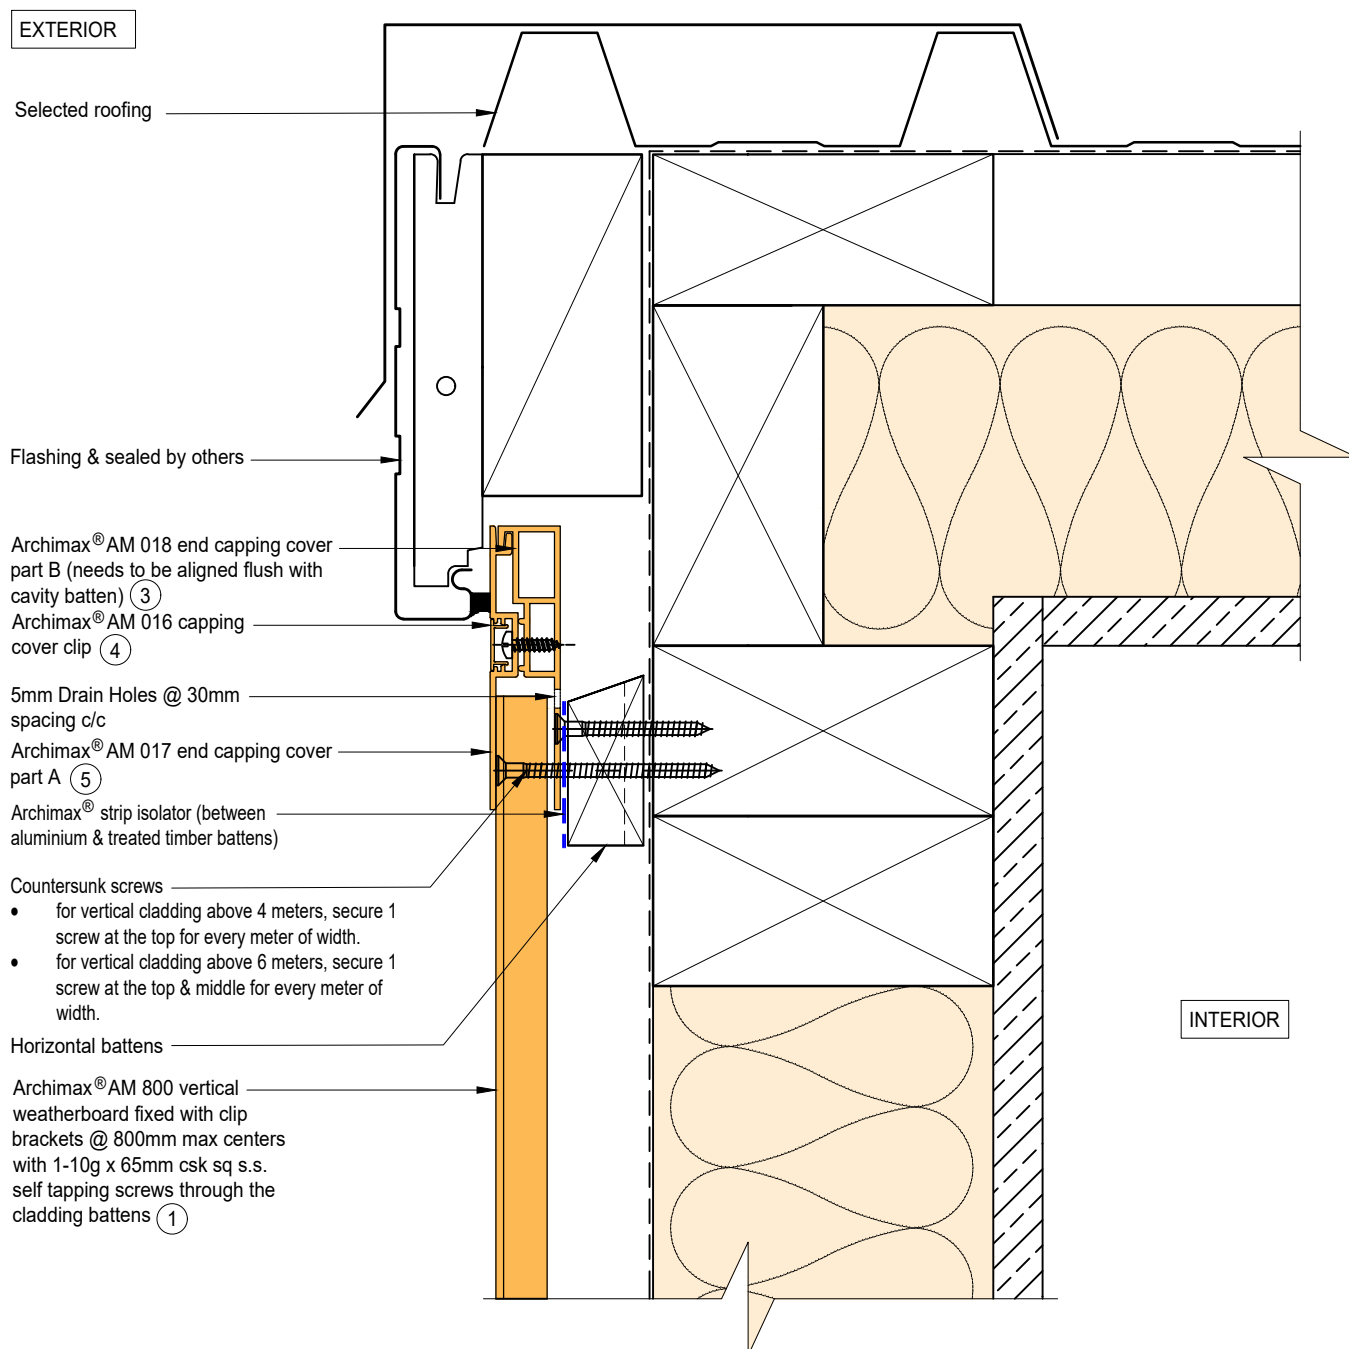 EXTERIOR
Selected roofing
Flashing & sealed by others
Archimax® AM 018 end capping cover
part B (needs to be aligned flush with
cavity batten) 3
Archimax® AM 016 capping
cover clip 4
5mm Drain Holes @ 30mm
spacing c/c
Archimax® AM 017 end capping cover
part A 5
Archimax® strip isolator (between
aluminium & treated timber battens)
Countersunk screws
• for vertical cladding above 4 meters, secure 1
screw at the top for every meter of width.
• for vertical cladding above 6 meters, secure 1
screw at the top & middle for every meter of
width.
Horizontal battens
Archimax® AM 800 vertical
weatherboard fixed with clip
brackets @ 800mm max centers
with 1-10g x 65mm csk sq s.s.
self tapping screws through the
cladding battens 1
INTERIOR